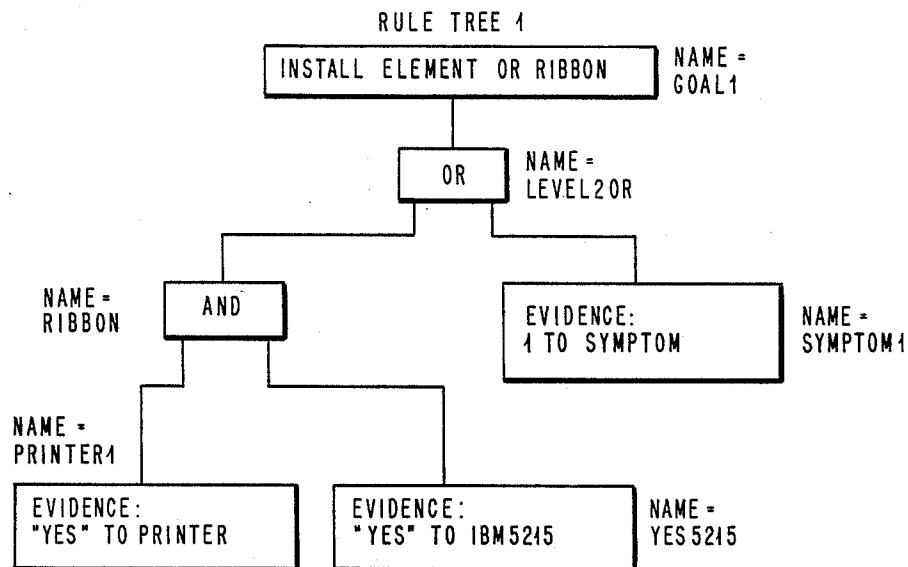 RULE TREE 1
INSTALL ELEMENT OR RIBBON
NAME =
GOAL1
OR
NAME =
LEVEL2OR
NAME =
RIBBON
AND
EVIDENCE:
1 TO SYMPTOM
NAME =
SYMPTOM1
NAME =
PRINTER1
EVIDENCE:
"YES" TO PRINTER
EVIDENCE:
"YES" TO IBM5215
NAME =
YES5215